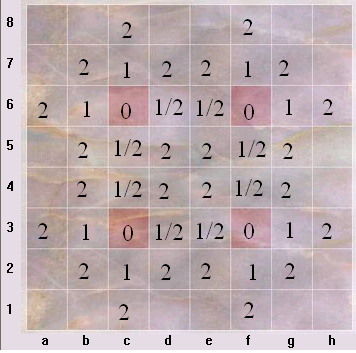 8 2 2
7 2 1 2 2 1 2
6 2 1 0 1/2 1/2 0 1 2
5 2 1/2 2 2 1/2 2
4 2 1/2 2 2 1/2 2
3 2 1 0 1/2 1/2 0 1 2
2 2 1 2 2 1 2
1 2 2
a b c d e f g h